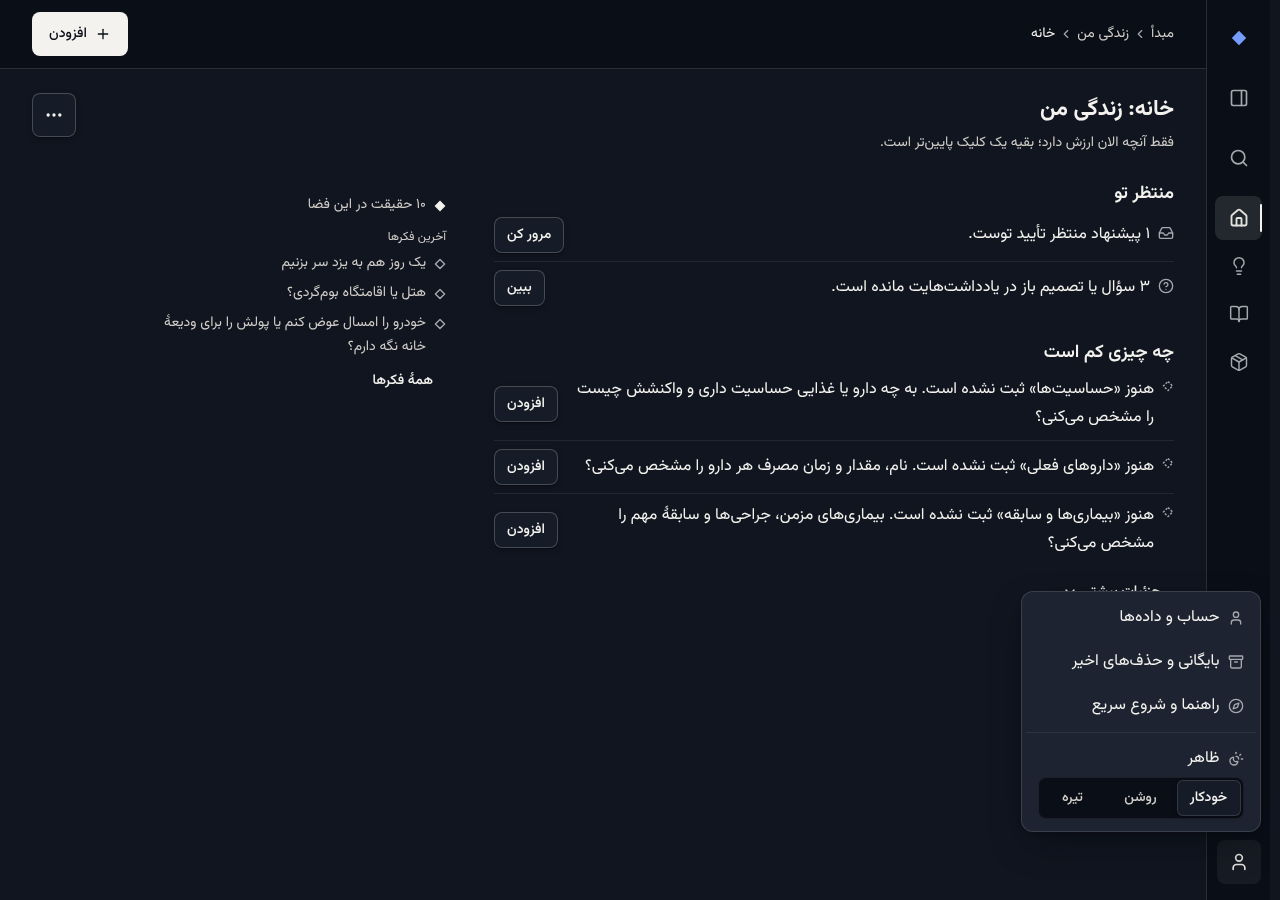 مبدأ › زندگی من › خانه
افزودن
خانه: زندگی من
فقط آنچه الان ارزش دارد؛ بقیه یک کلیک پایین‌تر است.
منتظر تو
۱ پیشنهاد منتظر تأیید توست.
مرور کن
۳ سؤال یا تصمیم باز در یادداشت‌هایت مانده است.
ببین
چه چیزی کم است
هنوز «حساسیت‌ها» ثبت نشده است. به چه دارو یا غذایی حساسیت داری و واکنشش چیست
را مشخص می‌کنی؟
افزودن
هنوز «داروهای فعلی» ثبت نشده است. نام، مقدار و زمان مصرف هر دارو را مشخص می‌کنی؟
افزودن
هنوز «بیماری‌ها و سابقه» ثبت نشده است. بیماری‌های مزمن، جراحی‌ها و سابقهٔ مهم را
مشخص می‌کنی؟
افزودن
۱۰ حقیقت در این فضا
آخرین فکرها
یک روز هم به یزد سر بزنیم
هتل یا اقامتگاه بوم‌گردی؟
خودرو را امسال عوض کنم یا پولش را برای ودیعهٔ
خانه نگه دارم؟
همهٔ فکرها
حساب و داده‌ها
بایگانی و حذف‌های اخیر
راهنما و شروع سریع
ظاهر
خودکار
روشن
تیره